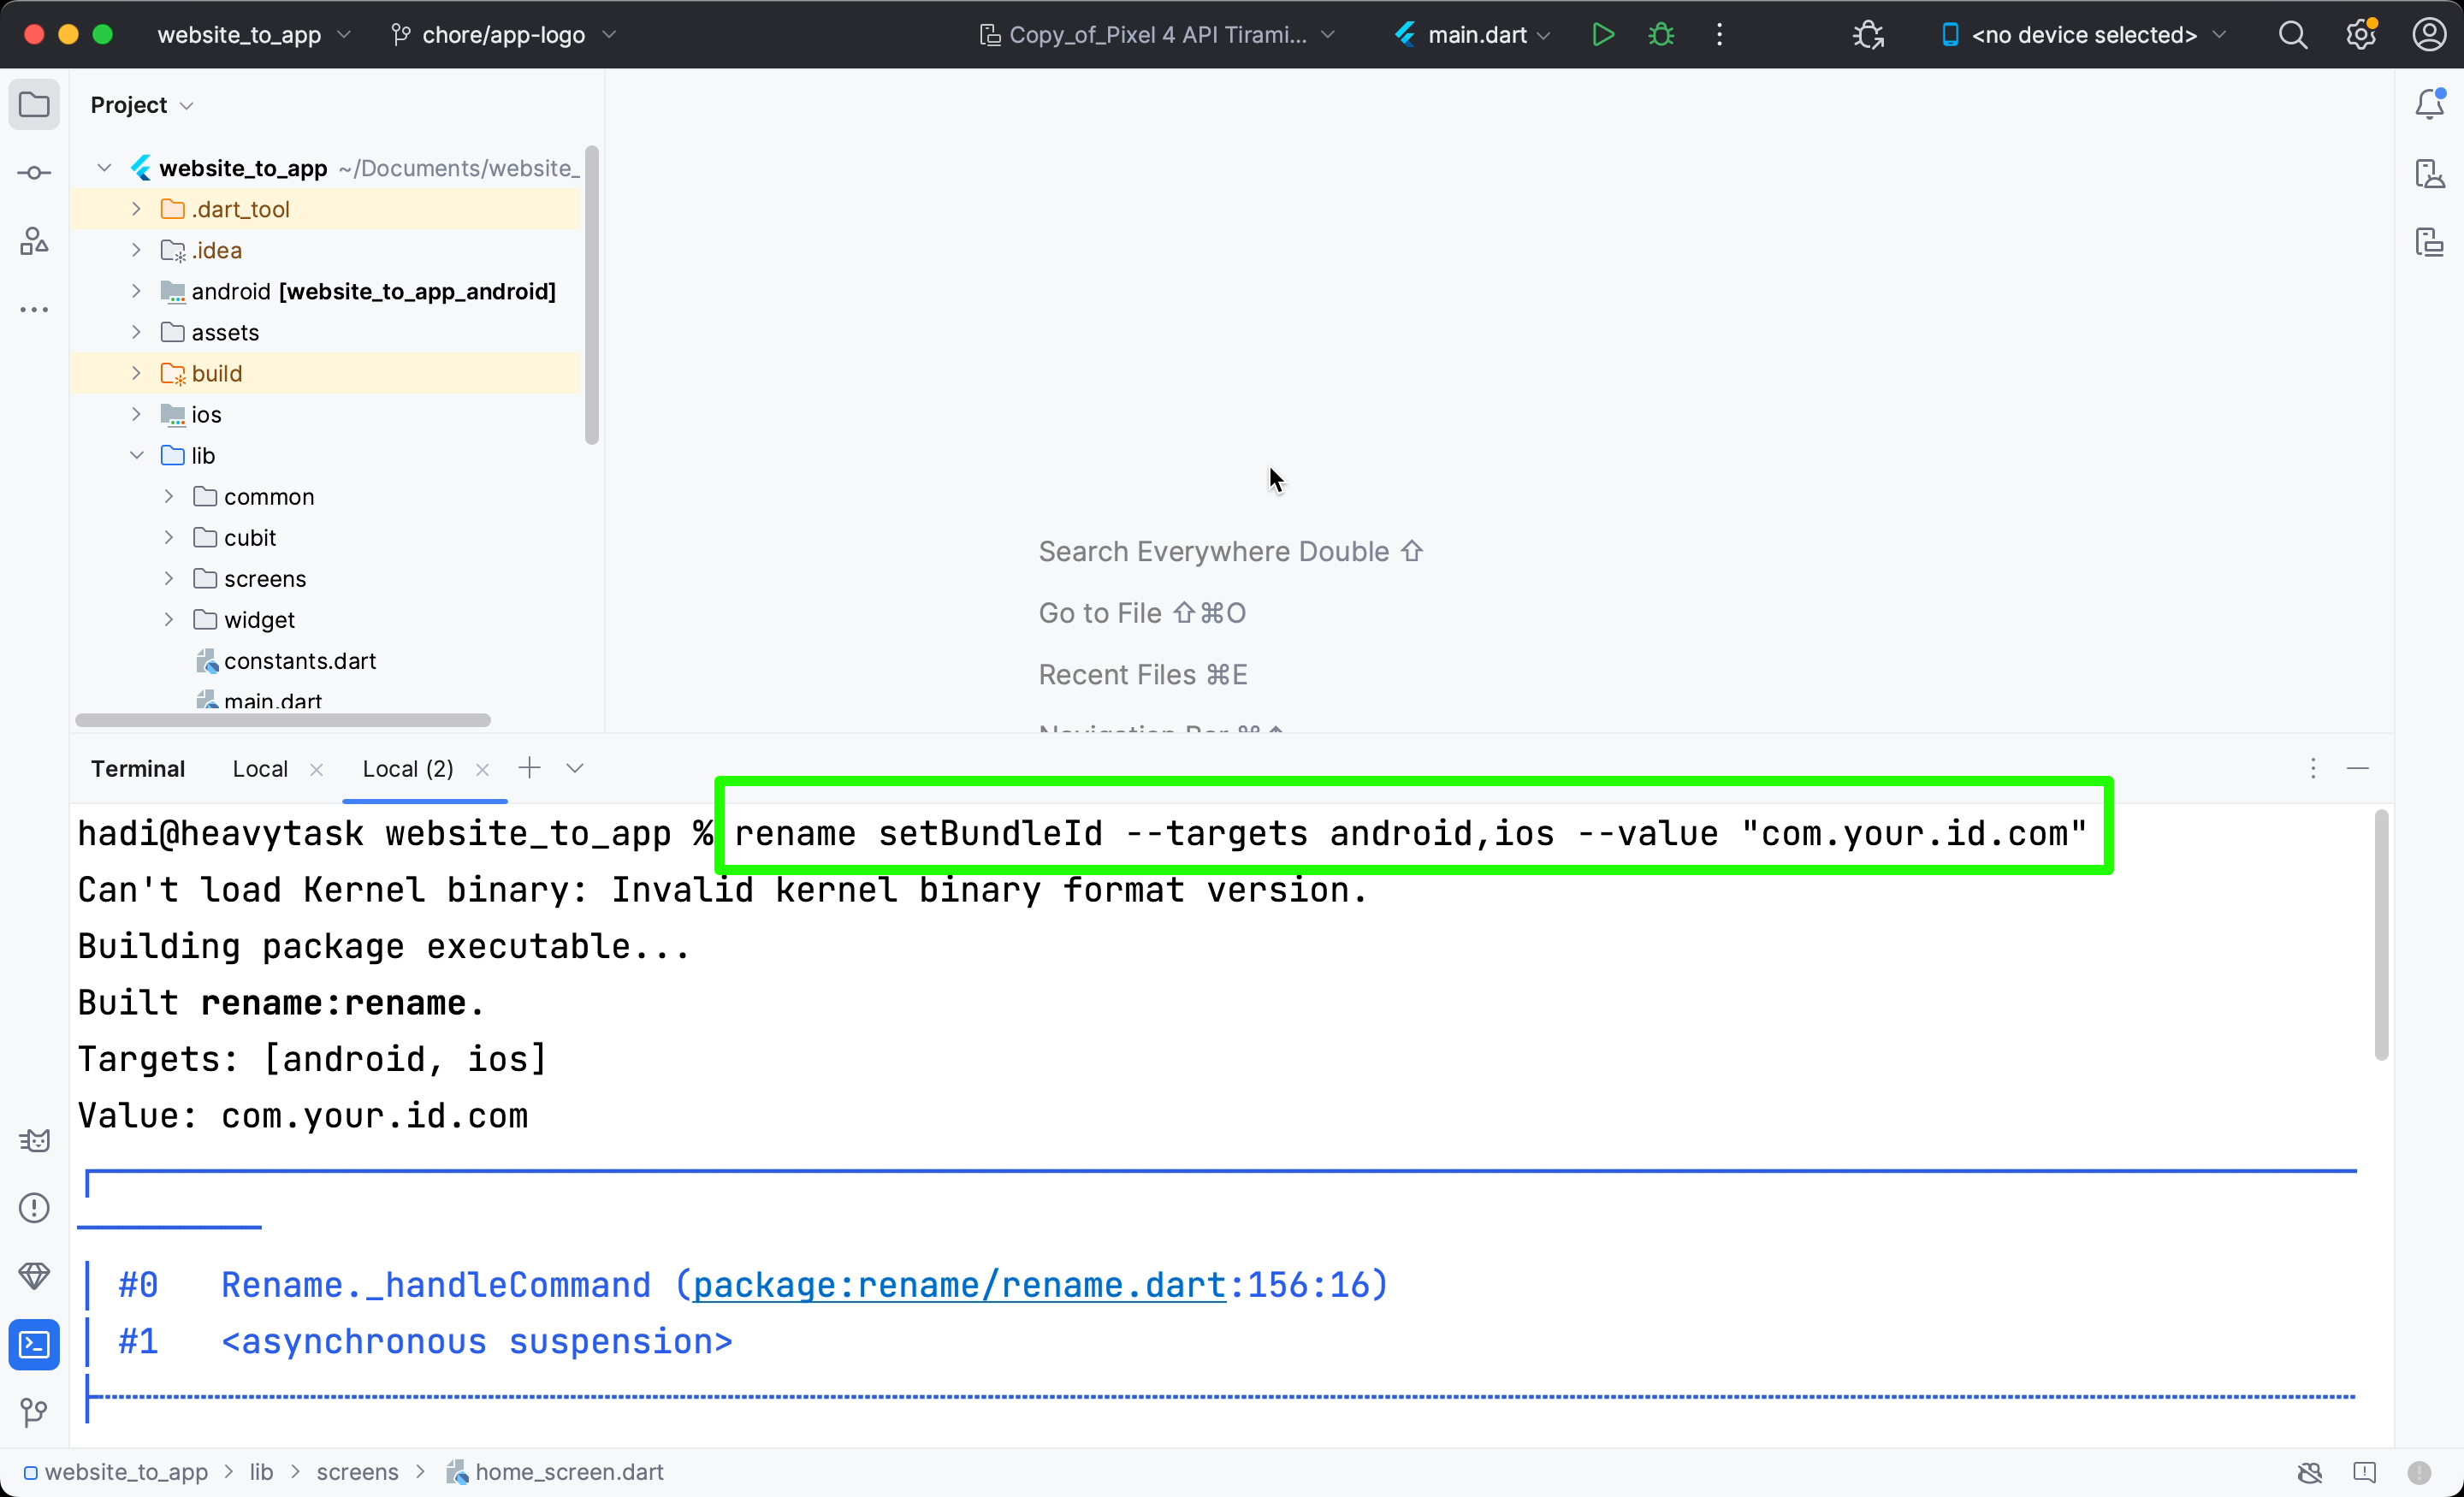 website_to_app
chore/app-logo
Copy_of_Pixel 4 API Tirami...
main.dart
<no device selected>
Project
website_to_app ~/Documents/website_
.dart_tool
.idea
android [website_to_app_android]
assets
build
ios
lib
common
cubit
screens
widget
constants.dart
main.dart
Search Everywhere Double ⇧
Go to File ⇧⌘O
Recent Files ⌘E
Navigation Bar ⌘↑
Terminal
Local
Local (2)
hadi@heavytask website_to_app % rename setBundleId --targets android,ios --value "com.your.id.com"
Can't load Kernel binary: Invalid kernel binary format version.
Building package executable...
Built rename:rename.
Targets: [android, ios]
Value: com.your.id.com
#0 Rename._handleCommand (package:rename/rename.dart:156:16)
#1 <asynchronous suspension>
website_to_app > lib > screens > home_screen.dart